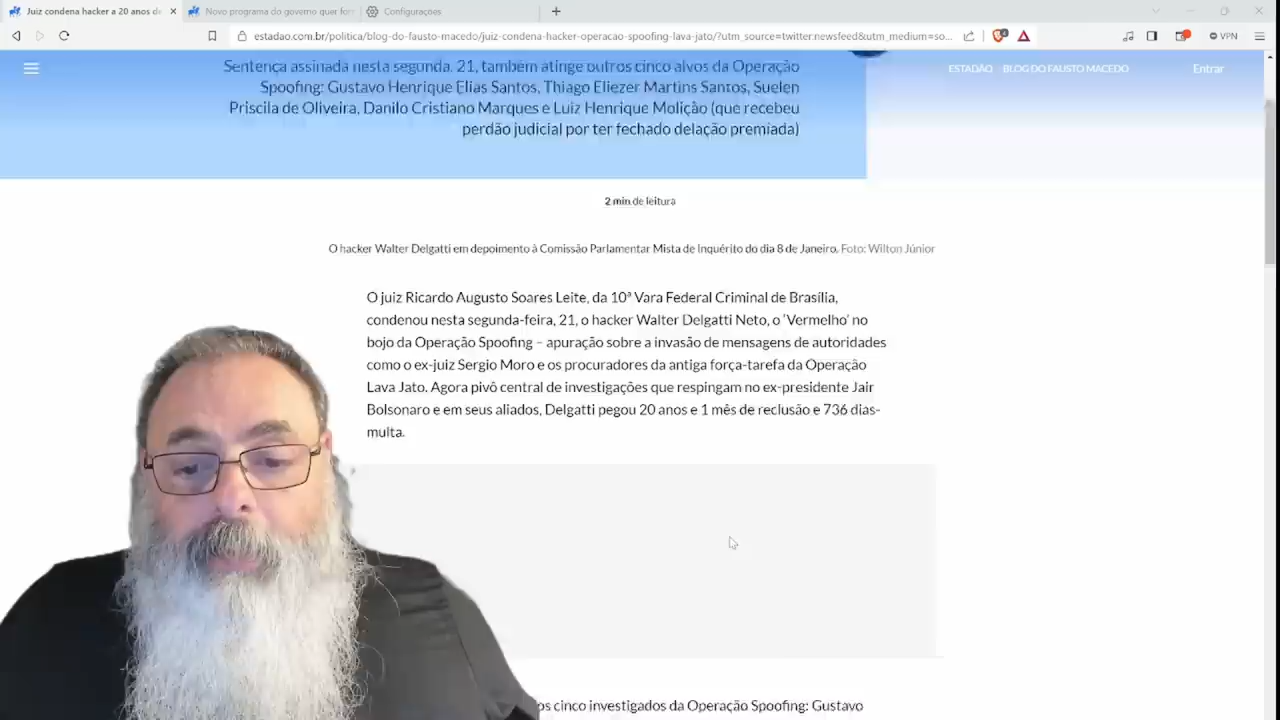 Juiz condena hacker a 20 anos de
Novo programa do governo quer for
Configurações
estadao.com.br/politica/blog-do-fausto-macedo/juiz-condena-hacker-operacao-spoofing-lava-jato/?utm_source=twitter:newsfeed&utm_medium=so...
VPN
Sentença assinada nesta segunda, 21, também atinge outros cinco alvos da Operação
Spoofing: Gustavo Henrique Elias Santos, Thiago Eliezer Martins Santos, Suelen
Priscila de Oliveira, Danilo Cristiano Marques e Luiz Henrique Molição (que recebeu
perdão judicial por ter fechado delação premiada)
ESTADÃO
BLOG DO FAUSTO MACEDO
Entrar
2 min de leitura
O hacker Walter Delgatti em depoimento à Comissão Parlamentar Mista de Inquérito do dia 8 de Janeiro. Foto: Wilton Júnior
O juiz Ricardo Augusto Soares Leite, da 10ª Vara Federal Criminal de Brasília,
condenou nesta segunda-feira, 21, o hacker Walter Delgatti Neto, o ‘Vermelho’ no
bojo da Operação Spoofing – apuração sobre a invasão de mensagens de autoridades
como o ex-juiz Sergio Moro e os procuradores da antiga força-tarefa da Operação
Lava Jato. Agora pivô central de investigações que respingam no ex-presidente Jair
Bolsonaro e em seus aliados, Delgatti pegou 20 anos e 1 mês de reclusão e 736 dias-
multa.
os cinco investigados da Operação Spoofing: Gustavo